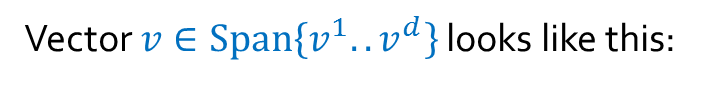 Vector v ∈ Span{v¹..vᵈ} looks like this: